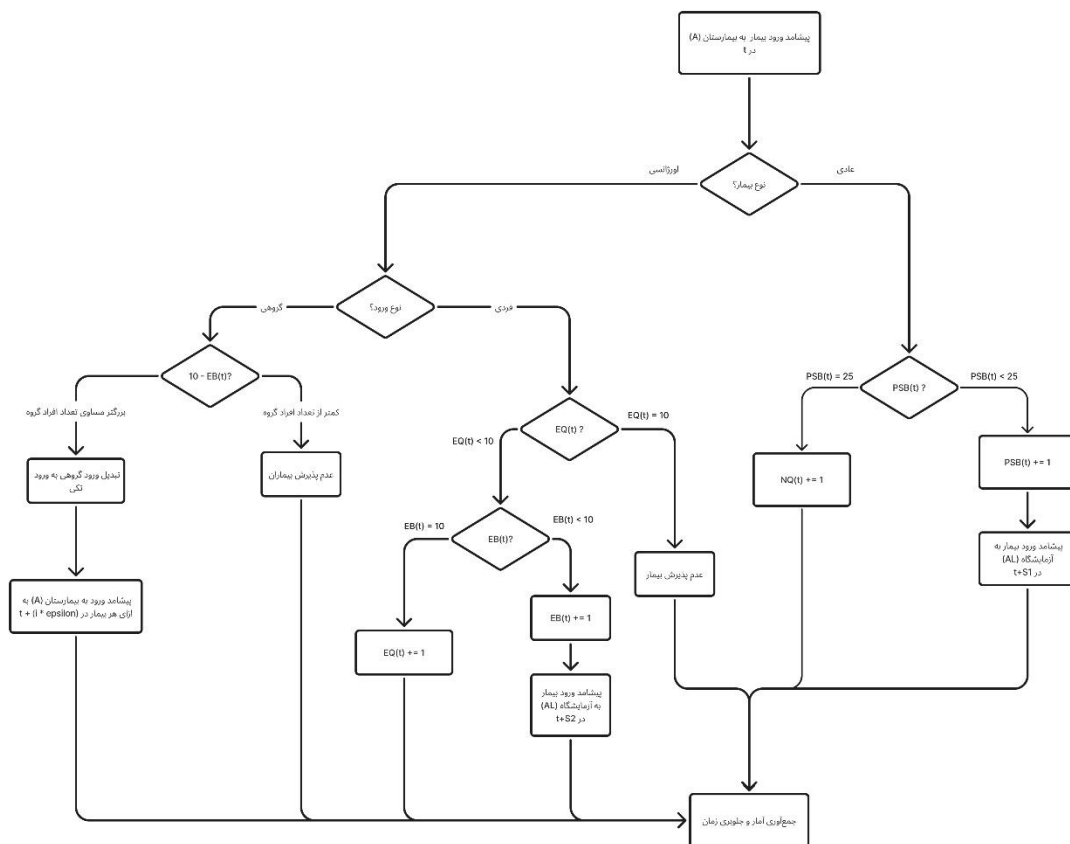 پیشامد ورود بیمار به بیمارستان (A)
در t
اورژانسی
عادی
نوع بیمار؟
گروهی
نوع ورود؟
فردی
10 - EB(t)?
PSB(t) = 25
PSB(t) ?
PSB(t) < 25
بزرگتر مساوی تعداد افراد گروه
کمتر از تعداد افراد گروه
EQ(t) = 10
EQ(t) ?
EQ(t) < 10
تبدیل ورود گروهی به ورود
تکی
عدم پذیرش بیماران
NQ(t) += 1
PSB(t) += 1
EB(t) = 10
EB(t)?
EB(t) < 10
پیشامد ورود بیمار به
آزمایشگاه (AL)
در t+S1
عدم پذیرش بیمار
پیشامد ورود به بیمارستان (A) به
ازای هر بیمار در t + (i * epsilon)
EB(t) += 1
EQ(t) += 1
پیشامد ورود بیمار
به آزمایشگاه (AL)
در t+S2
جمع‌آوری آمار و جلوبری زمان